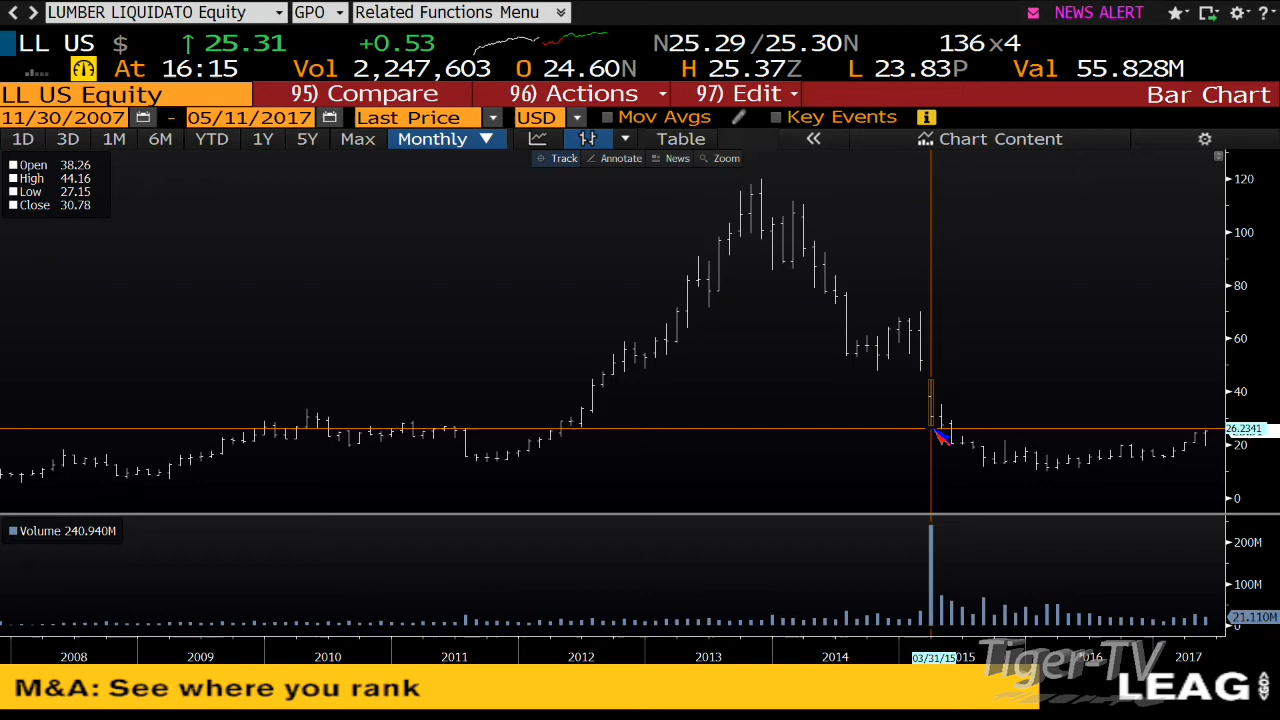 LUMBER LIQUIDATO Equity GPO Related Functions Menu NEWS ALERT ?
LL US $ ↑ 25.31 +0.53 N25.29/25.30N 136x4
At 16:15 Vol 2,247,603 O 24.60N H 25.37Z L 23.83P Val 55.828M
LL US Equity 95) Compare 96) Actions 97) Edit Bar Chart
11/30/2007 - 05/11/2017 Last Price USD Mov Avgs Key Events i
1D 3D 1M 6M YTD 1Y 5Y Max Monthly ▼ Table « Chart Content
Track Annotate News Zoom
Open 38.26
High 44.16
Low 27.15
Close 30.78
120
100
80
60
40
26.2341
20
0
Volume 240.940M
200M
100M
21.110M
0
2008 2009 2010 2011 2012 2013 2014 03/31/15 2015 2016 2017
Tiger-TV
M&A: See where you rank
LEAG